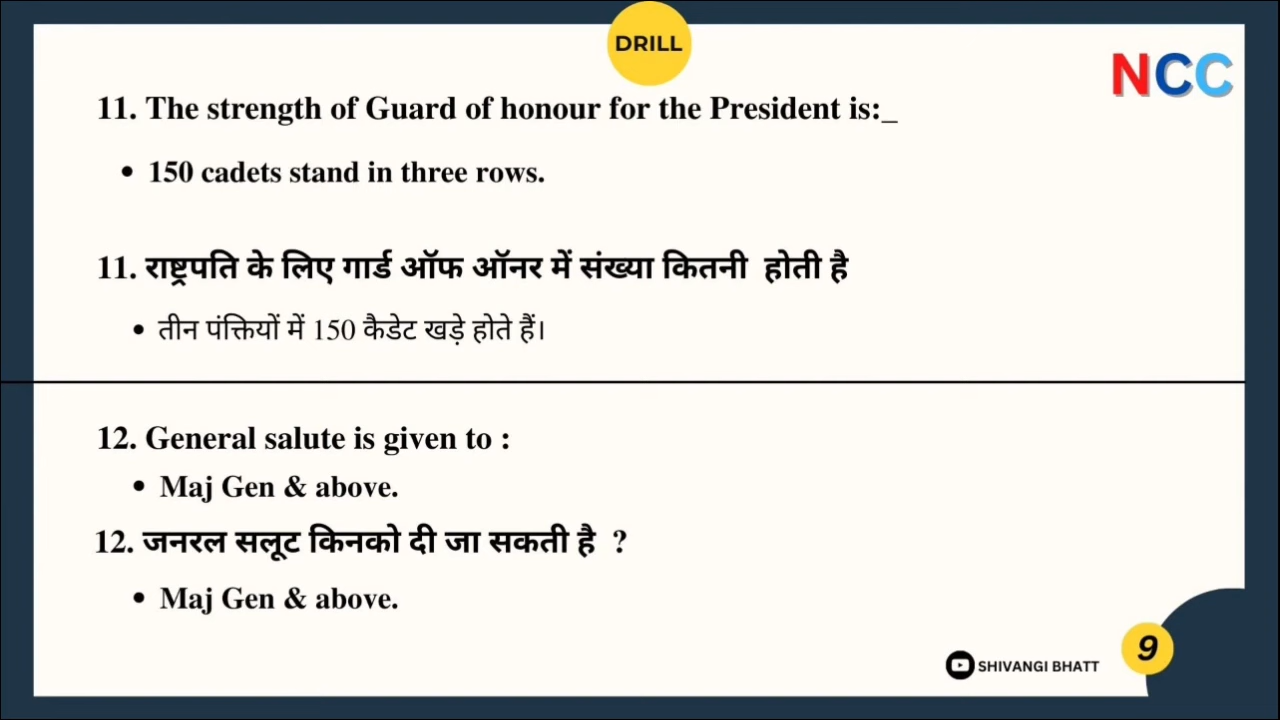 DRILL
NCC
11. The strength of Guard of honour for the President is:_
• 150 cadets stand in three rows.
11. राष्ट्रपति के लिए गार्ड ऑफ ऑनर में संख्या कितनी होती है
• तीन पंक्तियों में 150 कैडेट खड़े होते हैं।
12. General salute is given to :
• Maj Gen & above.
12. जनरल सलूट किनको दी जा सकती है ?
• Maj Gen & above.
SHIVANGI BHATT
9